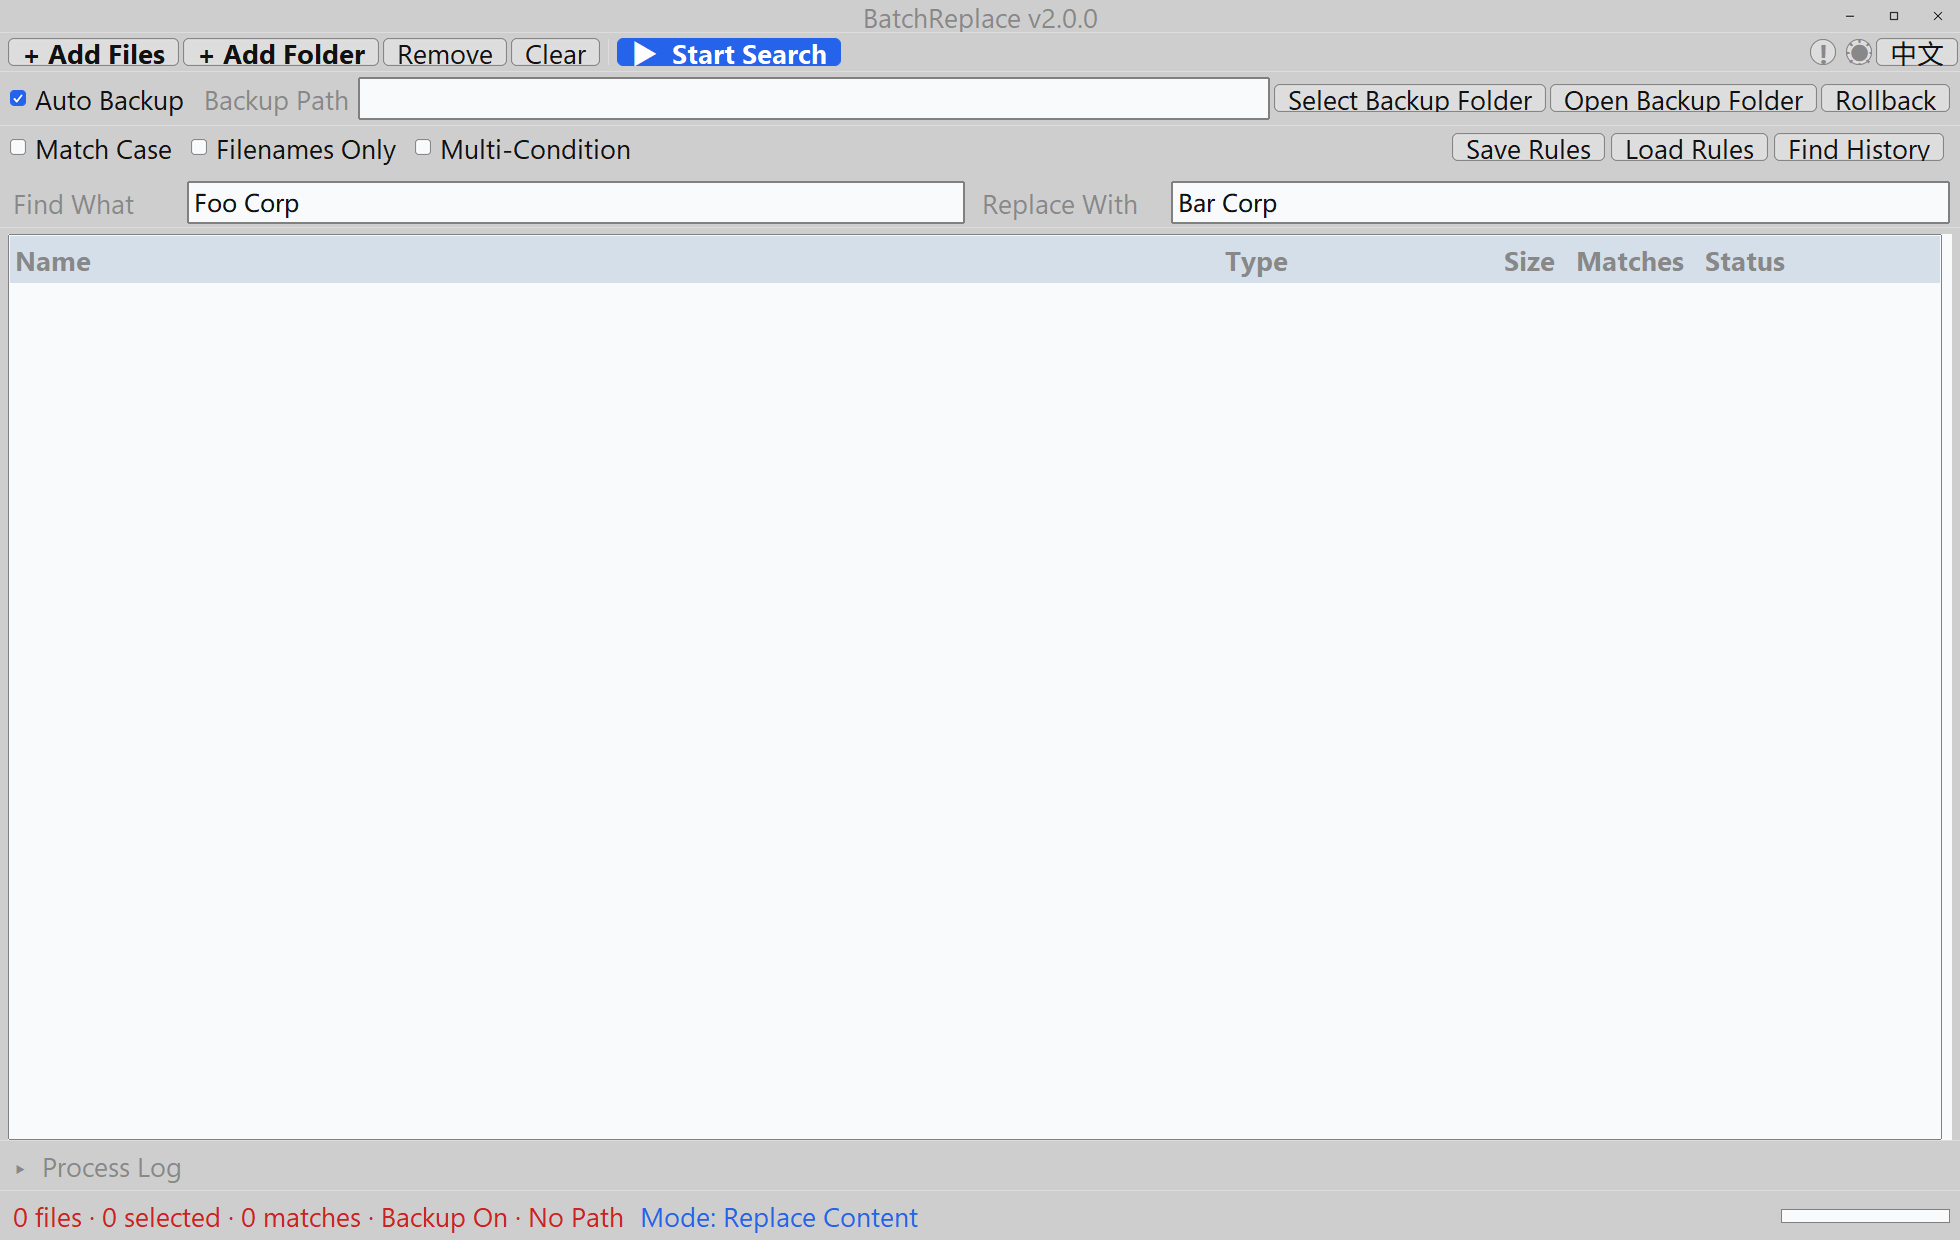 BatchReplace v2.0.0
+ Add Files + Add Folder Remove Clear Start Search 中文
Auto Backup Backup Path Select Backup Folder Open Backup Folder Rollback
Match Case Filenames Only Multi-Condition Save Rules Load Rules Find History
Find What Foo Corp Replace With Bar Corp
Name Type Size Matches Status
Process Log
0 files · 0 selected · 0 matches · Backup On · No Path Mode: Replace Content